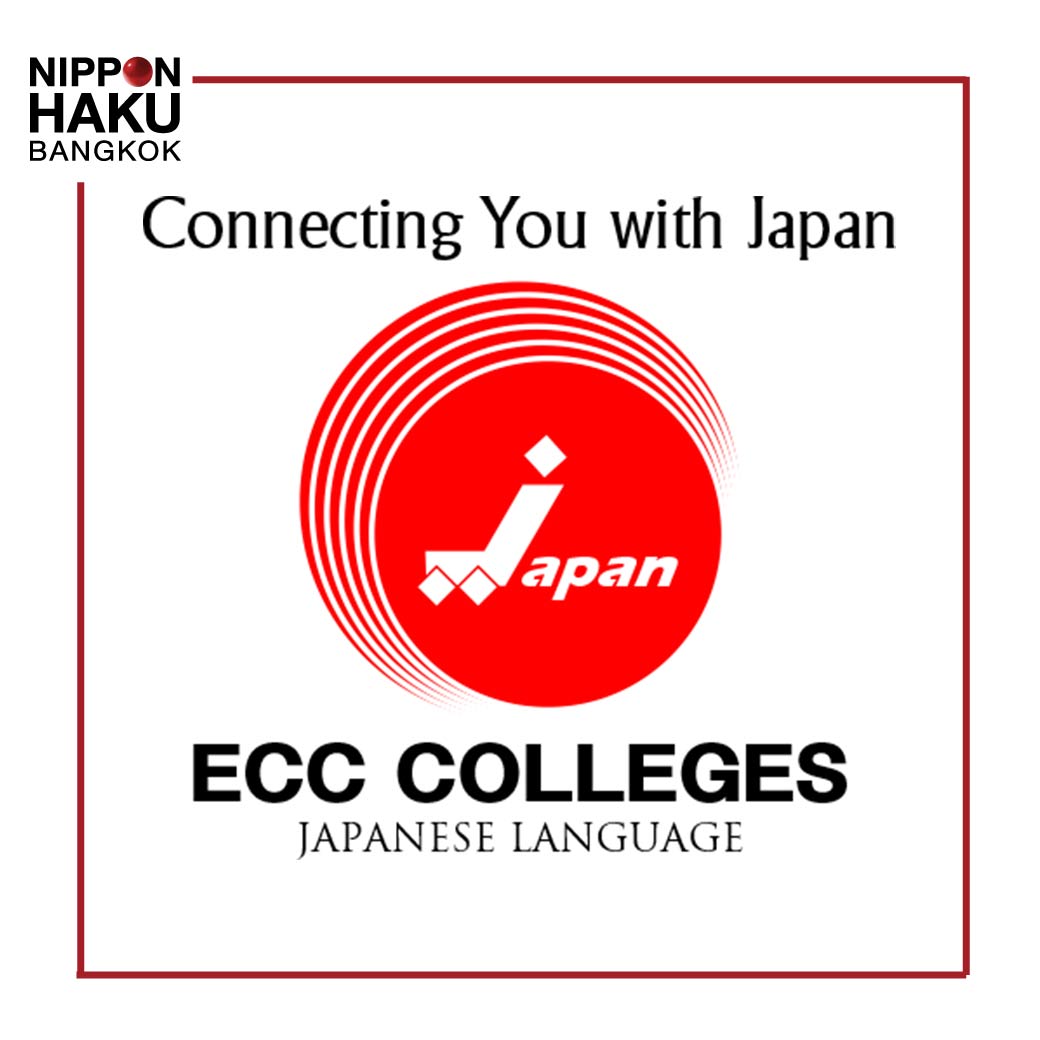 NIPPON
HAKU
BANGKOK
Connecting You with Japan
Japan
ECC COLLEGES
JAPANESE LANGUAGE